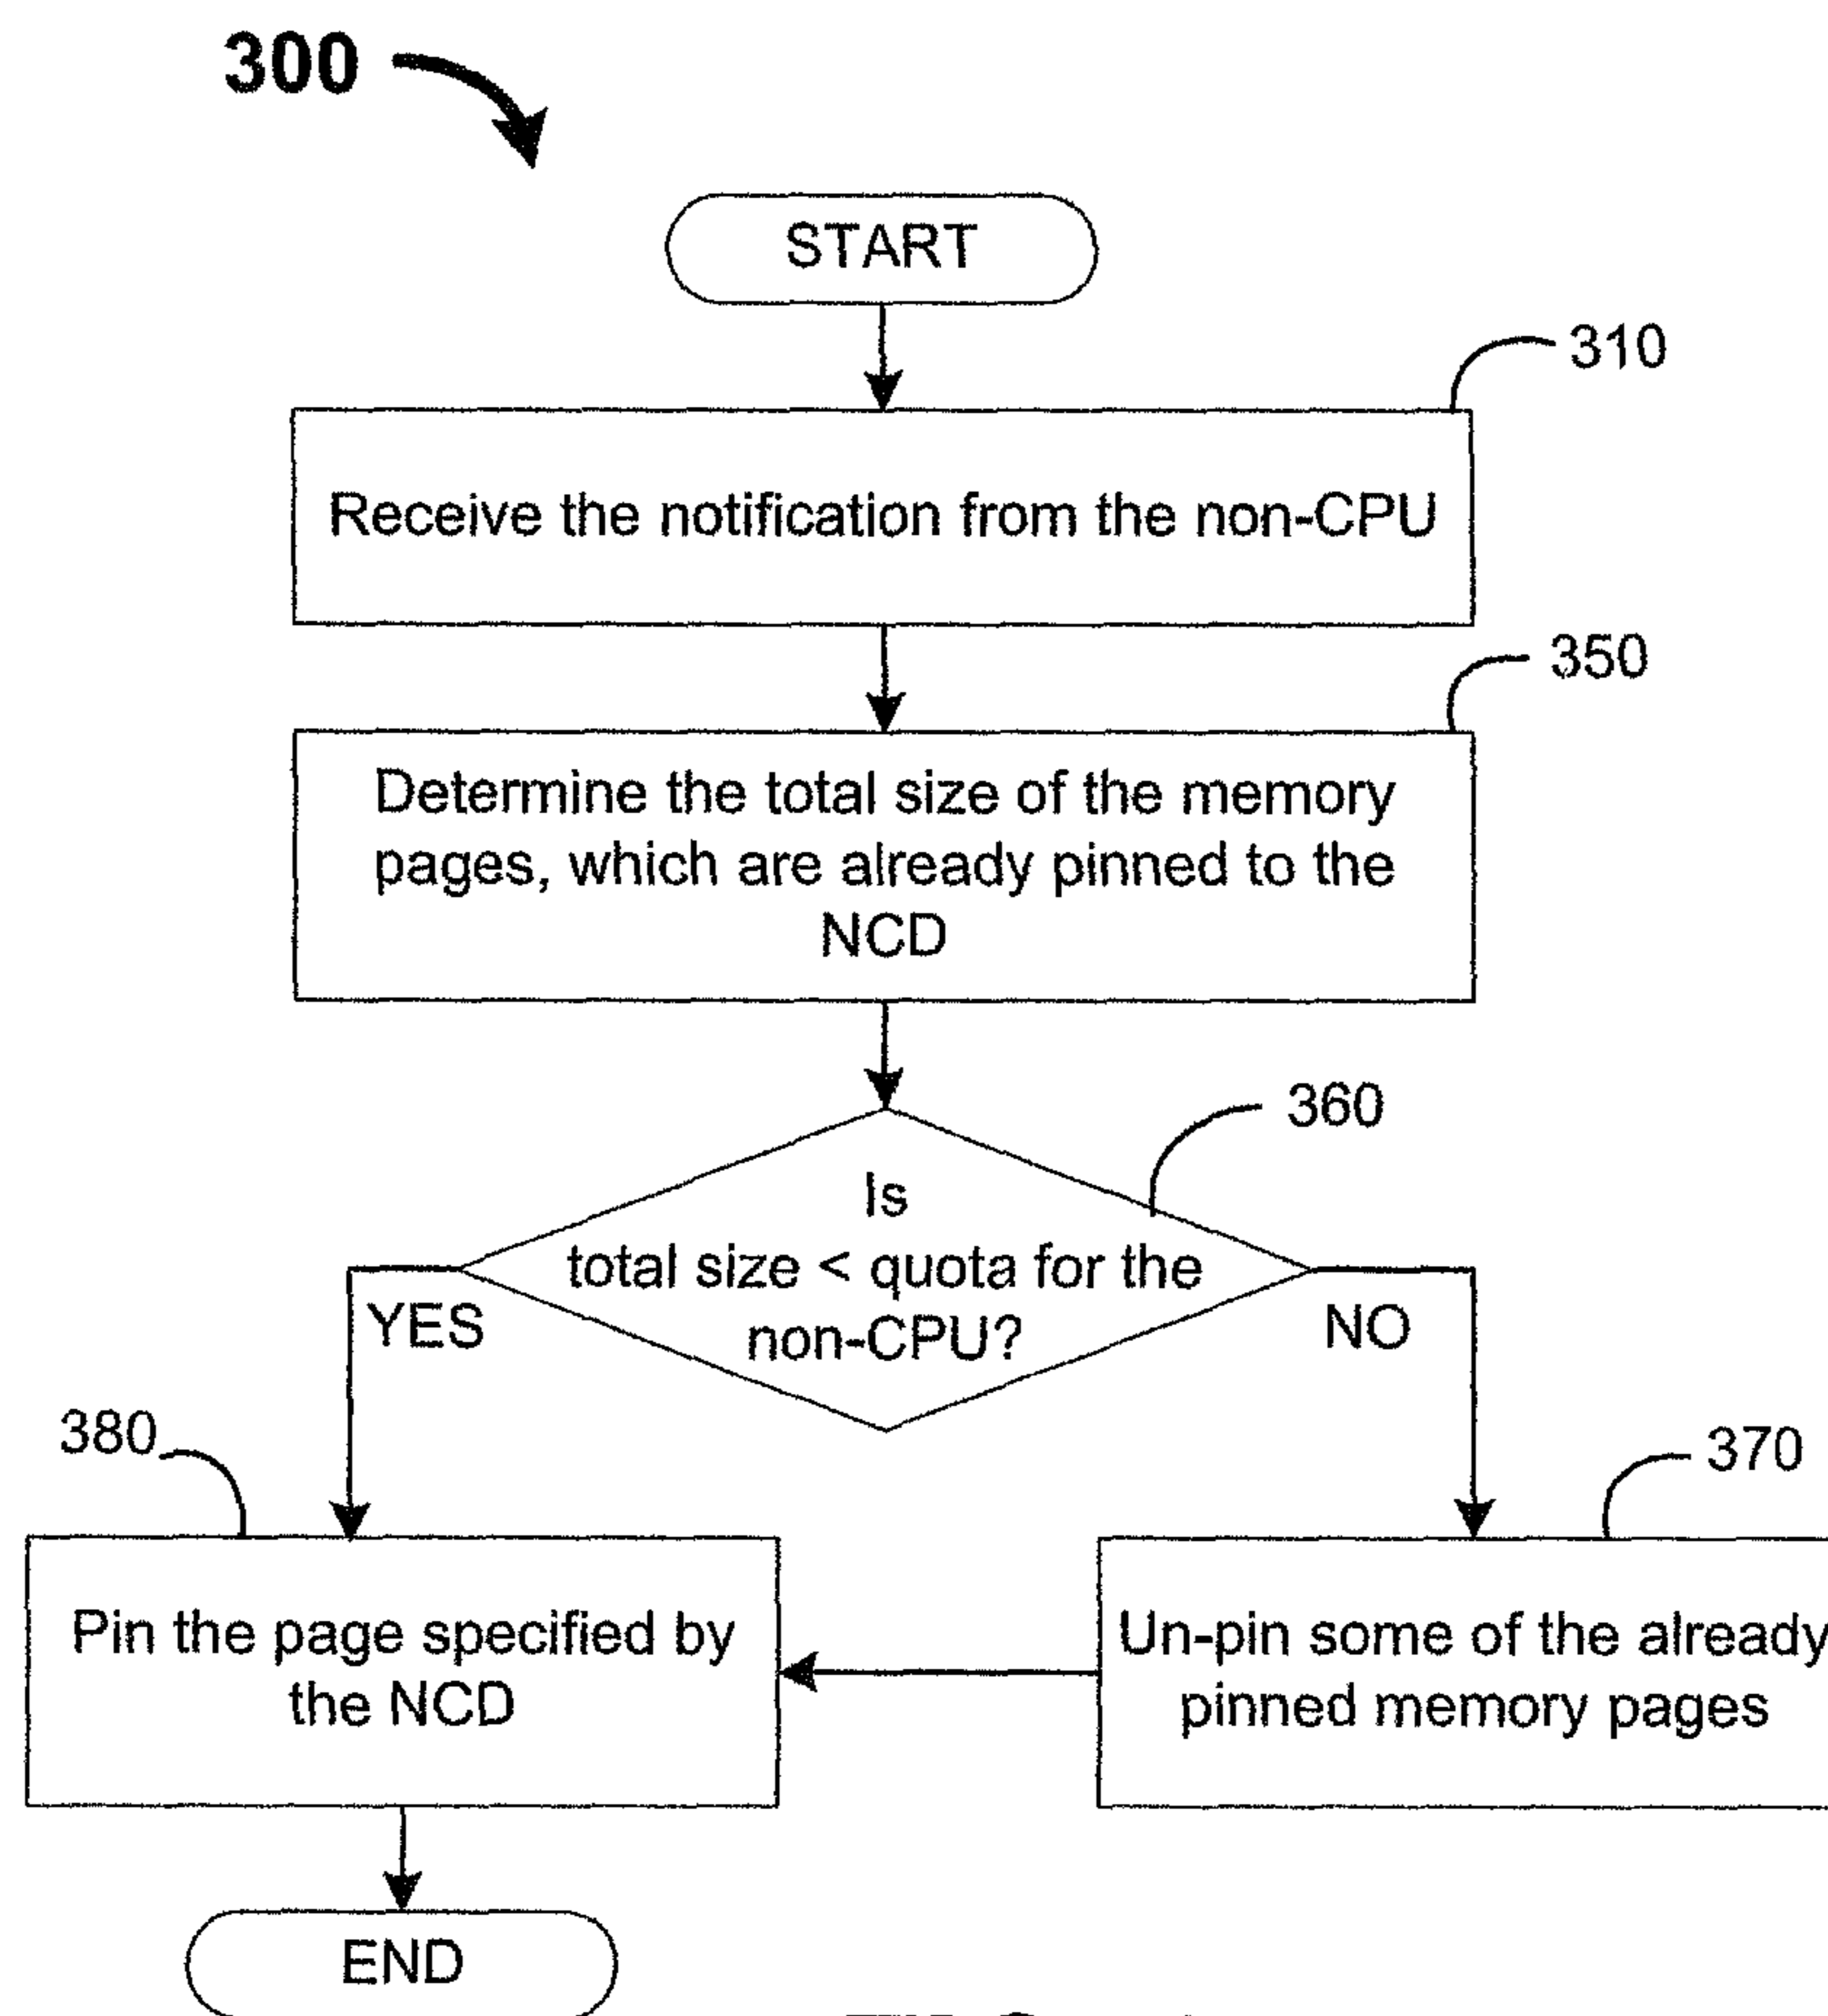 300
START
310
Receive the notification from the non-CPU
350
Determine the total size of the memory
pages, which are already pinned to the
NCD
360
Is
total size < quota for the
non-CPU?
YES
NO
380
370
Pin the page specified by
the NCD
Un-pin some of the already
pinned memory pages
END